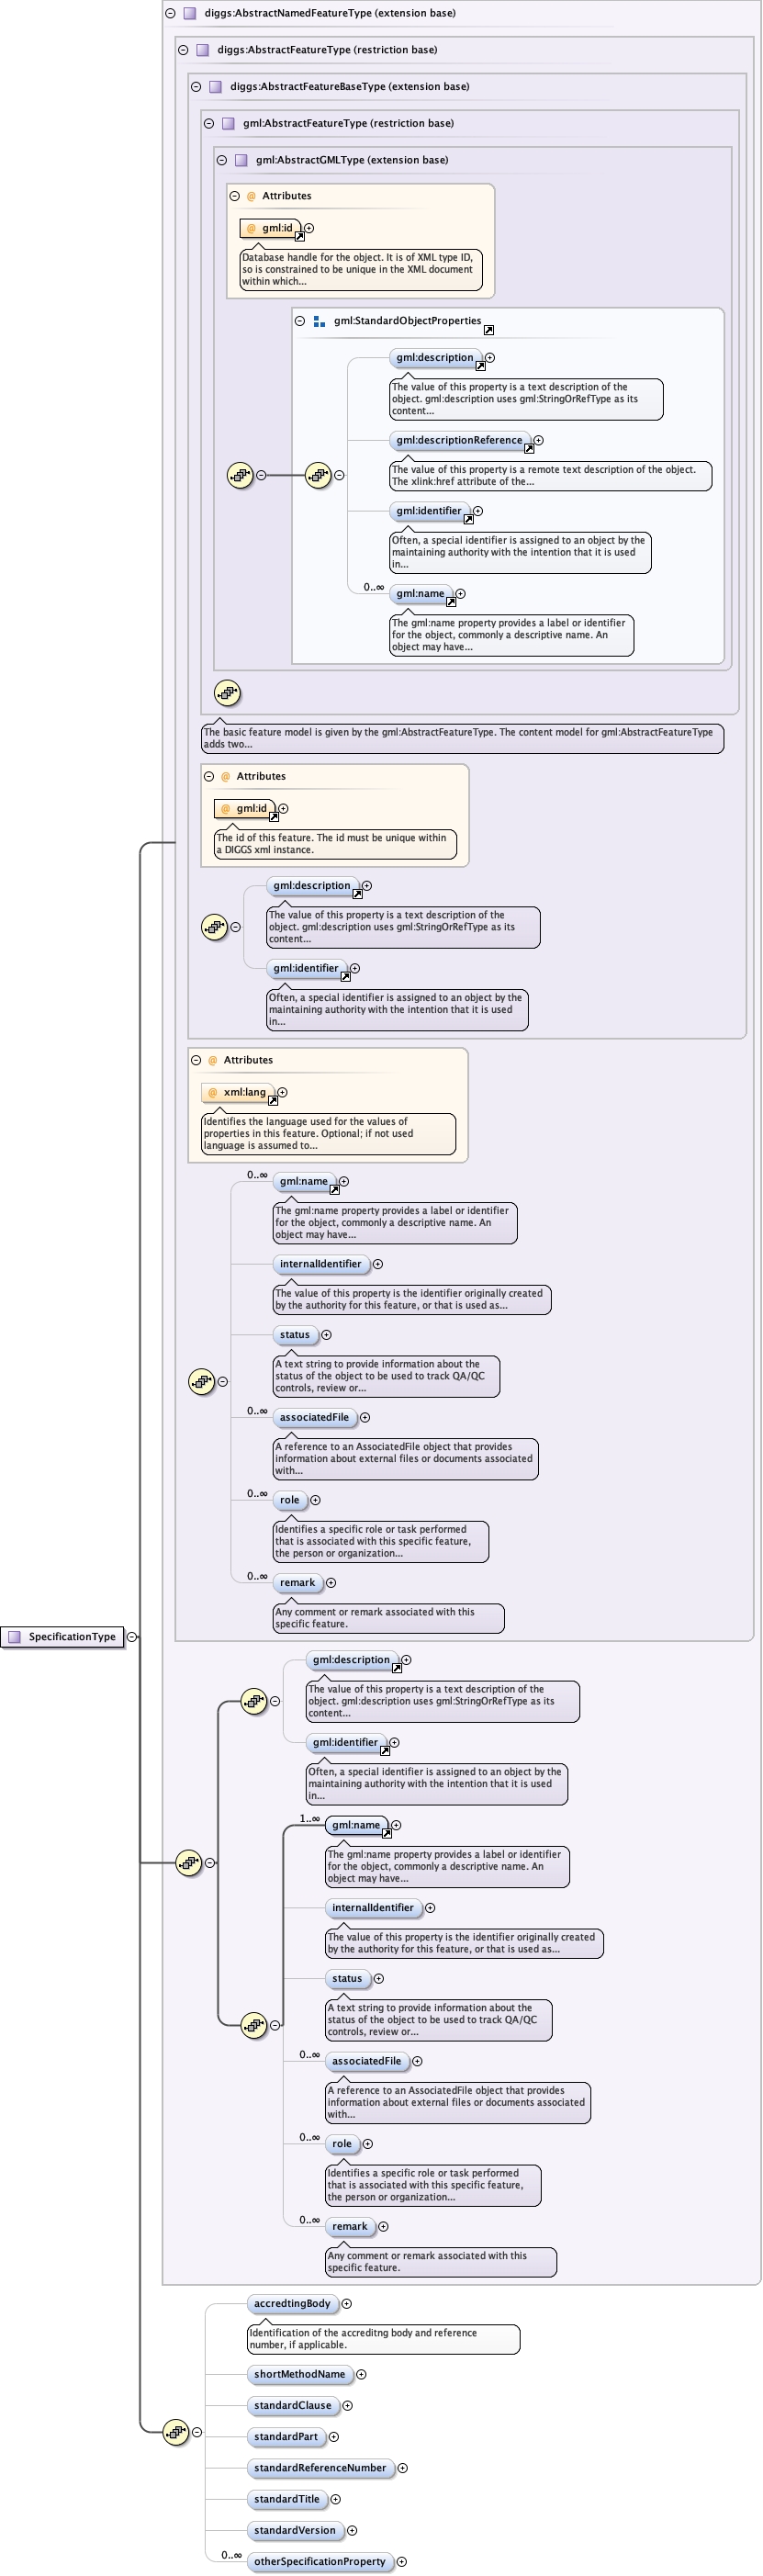 diggs:AbstractNamedFeatureType (extension base)
diggs:AbstractFeatureType (restriction base)
diggs:AbstractFeatureBaseType (extension base)
gml:AbstractFeatureType (restriction base)
gml:AbstractGMLType (extension base)
@ Attributes
@ gml:id
Database handle for the object. It is of XML type ID,
so is constrained to be unique in the XML document
within which...
gml:StandardObjectProperties
gml:description
The value of this property is a text description of the
object. gml:description uses gml:StringOrRefType as its
content...
gml:descriptionReference
The value of this property is a remote text description of the object.
The xlink:href attribute of the...
gml:identifier
Often, a special identifier is assigned to an object by the
maintaining authority with the intention that it is used
in...
0..∞
gml:name
The gml:name property provides a label or identifier
for the object, commonly a descriptive name. An
object may have...
The basic feature model is given by the gml:AbstractFeatureType. The content model for gml:AbstractFeatureType
adds two...
@ Attributes
@ gml:id
The id of this feature. The id must be unique within
a DIGGS xml instance.
gml:description
The value of this property is a text description of the
object. gml:description uses gml:StringOrRefType as its
content...
gml:identifier
Often, a special identifier is assigned to an object by the
maintaining authority with the intention that it is used
in...
@ Attributes
@ xml:lang
Identifies the language used for the values of
properties in this feature. Optional; if not used
language is assumed to...
0..∞
gml:name
The gml:name property provides a label or identifier
for the object, commonly a descriptive name. An
object may have...
internalIdentifier
The value of this property is the identifier originally created
by the authority for this feature, or that is used as...
status
A text string to provide information about the
status of the object to be used to track QA/QC
controls, review or...
0..∞
associatedFile
A reference to an AssociatedFile object that provides
information about external files or documents associated
with...
0..∞
role
Identifies a specific role or task performed
that is associated with this specific feature,
the person or organization...
0..∞
remark
Any comment or remark associated with this
specific feature.
SpecificationType
gml:description
The value of this property is a text description of the
object. gml:description uses gml:StringOrRefType as its
content...
gml:identifier
Often, a special identifier is assigned to an object by the
maintaining authority with the intention that it is used
in...
1..∞
gml:name
The gml:name property provides a label or identifier
for the object, commonly a descriptive name. An
object may have...
internalIdentifier
The value of this property is the identifier originally created
by the authority for this feature, or that is used as...
status
A text string to provide information about the
status of the object to be used to track QA/QC
controls, review or...
0..∞
associatedFile
A reference to an AssociatedFile object that provides
information about external files or documents associated
with...
0..∞
role
Identifies a specific role or task performed
that is associated with this specific feature,
the person or organization...
0..∞
remark
Any comment or remark associated with this
specific feature.
accredtingBody
Identification of the accreditng body and reference
number, if applicable.
shortMethodName
standardClause
standardPart
standardReferenceNumber
standardTitle
standardVersion
0..∞
otherSpecificationProperty